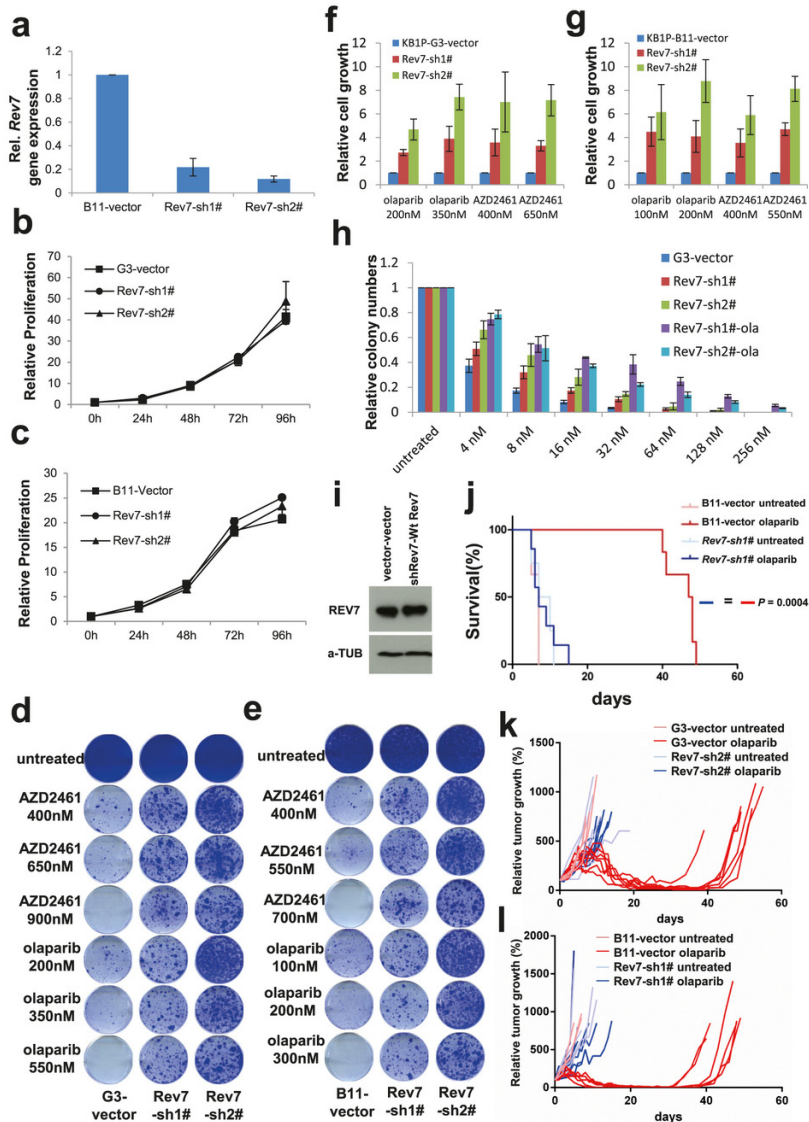 a
Rel. Rev7
gene expression
1.2
1
0.8
0.6
0.4
0.2
0
B11-vector Rev7-sh1# Rev7-sh2#
b
Relative Proliferation
70
60
50
40
30
20
10
0
G3-vector
Rev7-sh1#
Rev7-sh2#
0h 24h 48h 72h 96h
c
Relative Proliferation
30
25
20
15
10
5
0
B11-Vector
Rev7-sh1#
Rev7-sh2#
0h 24h 48h 72h 96h
d
untreated
AZD2461
400nM
AZD2461
650nM
AZD2461
900nM
olaparib
200nM
olaparib
350nM
olaparib
550nM
G3-
vector
Rev7
-sh1#
Rev7
-sh2#
e
untreated
AZD2461
400nM
AZD2461
550nM
AZD2461
700nM
olaparib
100nM
olaparib
200nM
olaparib
300nM
B11-
vector
Rev7
-sh1#
Rev7
-sh2#
f
Relative cell growth
12
10
8
6
4
2
0
KB1P-G3-vector
Rev7-sh1#
Rev7-sh2#
olaparib olaparib AZD2461 AZD2461
200nM 350nM 400nM 650nM
g
Relative cell growth
12
10
8
6
4
2
0
KB1P-B11-vector
Rev7-sh1#
Rev7-sh2#
olaparib olaparib AZD2461 AZD2461
100nM 200nM 400nM 550nM
h
Relative colony numbers
1.2
1
0.8
0.6
0.4
0.2
0
G3-vector
Rev7-sh1#
Rev7-sh2#
Rev7-sh1#-ola
Rev7-sh2#-ola
untreated 4 nM 8 nM 16 nM 32 nM 64 nM 128 nM 256 nM
i
vector-vector
shRev7-Wt Rev7
REV7
a-TUB
j
Survival(%)
100
50
0
0 20 40 60
days
B11-vector untreated
B11-vector olaparib
Rev7-sh1# untreated
Rev7-sh1# olaparib
= P = 0.0004
k
Relative tumor growth (%)
1500
1000
500
0
0 20 40 60
days
G3-vector untreated
G3-vector olaparib
Rev7-sh2# untreated
Rev7-sh2# olaparib
l
Relative tumor growth (%)
2000
1500
1000
500
0
0 20 40 60
days
B11-vector untreated
B11-vector olaparib
Rev7-sh1# untreated
Rev7-sh1# olaparib